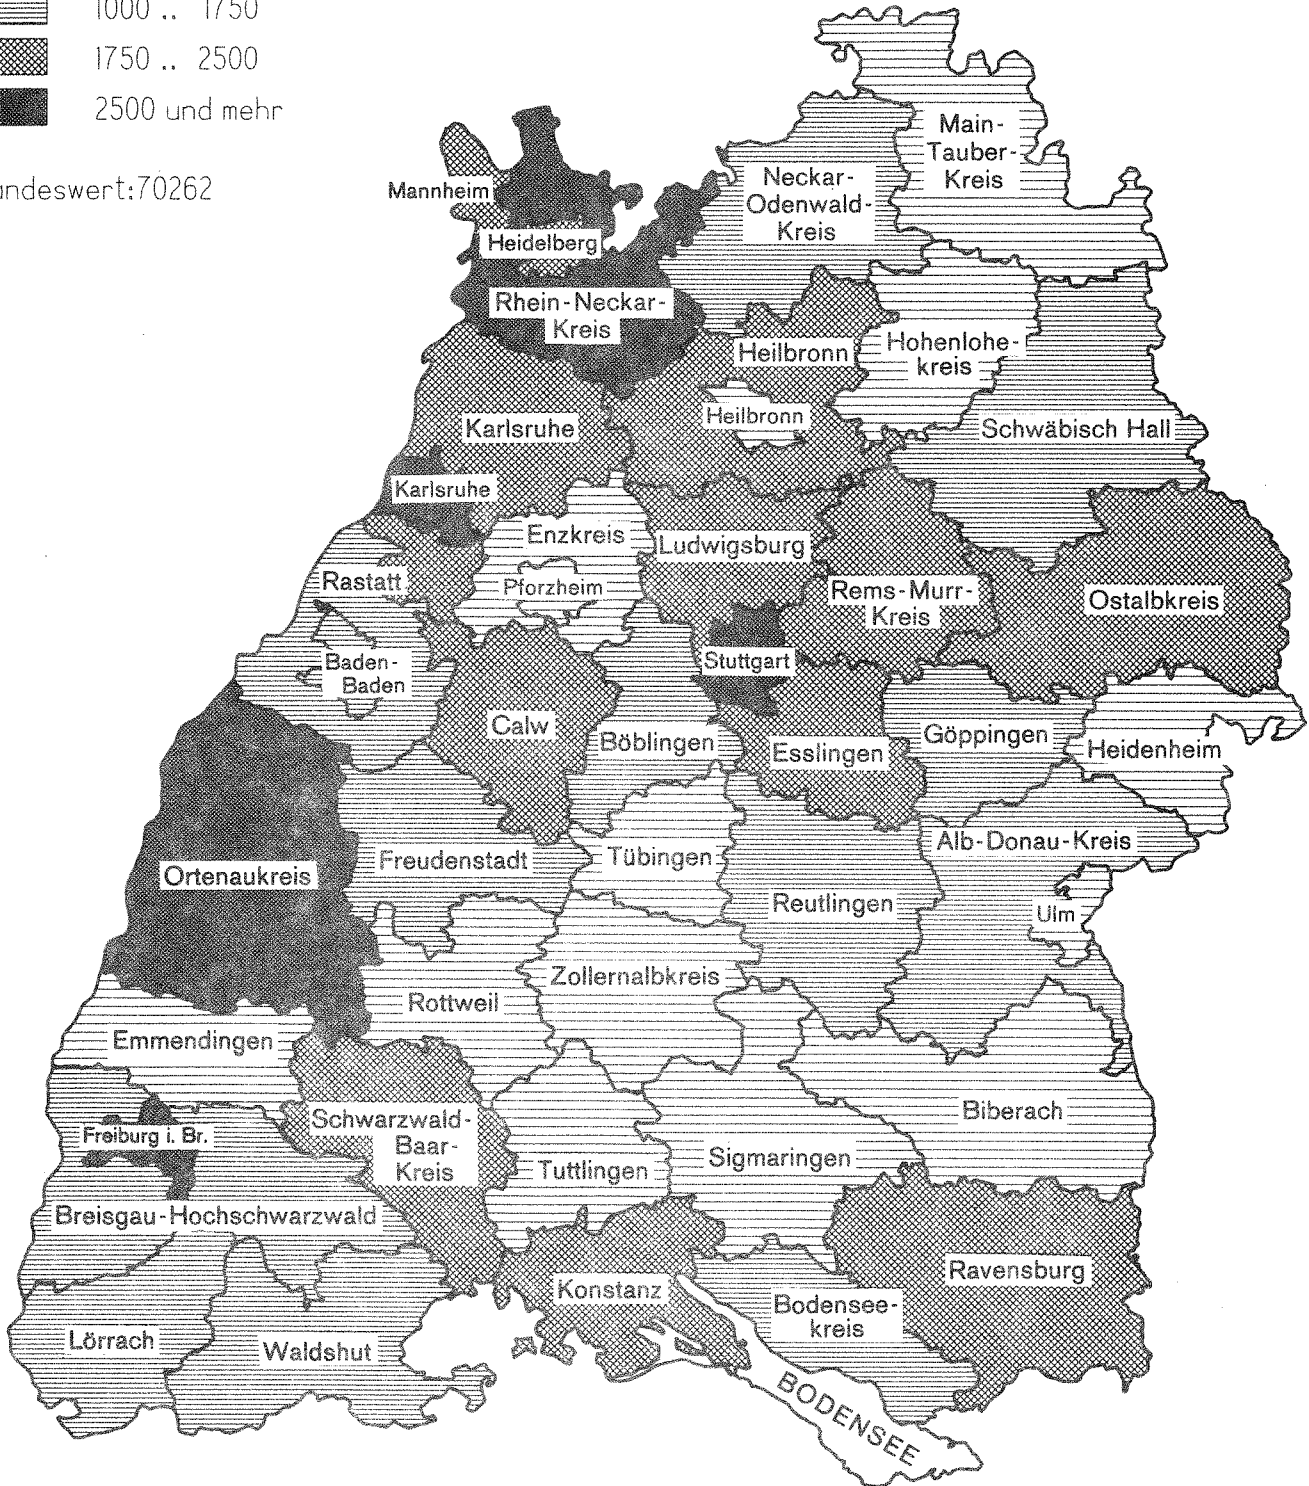 1000 .. 1750
1750 .. 2500
2500 und mehr
andeswert:70262
Main-
Tauber-
Kreis
Neckar-
Odenwald-
Kreis
Mannheim
Heidelberg
Rhein-Neckar-
Kreis
Heilbronn
Hohenlohe-
kreis
Heilbronn
Karlsruhe
Schwäbisch Hall
Karlsruhe
Enzkreis
Ludwigsburg
Rastatt
Pforzheim
Rems-Murr-
Kreis
Ostalbkreis
Baden-
Baden
Stuttgart
Calw
Böblingen
Esslingen
Göppingen
Heidenheim
Freudenstadt
Tübingen
Alb-Donau-Kreis
Ortenaukreis
Reutlingen
Ulm
Zollernalbkreis
Rottweil
Emmendingen
Biberach
Freiburg i. Br.
Schwarzwald-
Baar-
Kreis
Tuttlingen
Sigmaringen
Breisgau-Hochschwarzwald
Konstanz
Ravensburg
Bodensee-
kreis
Lörrach
Waldshut
BODENSEE